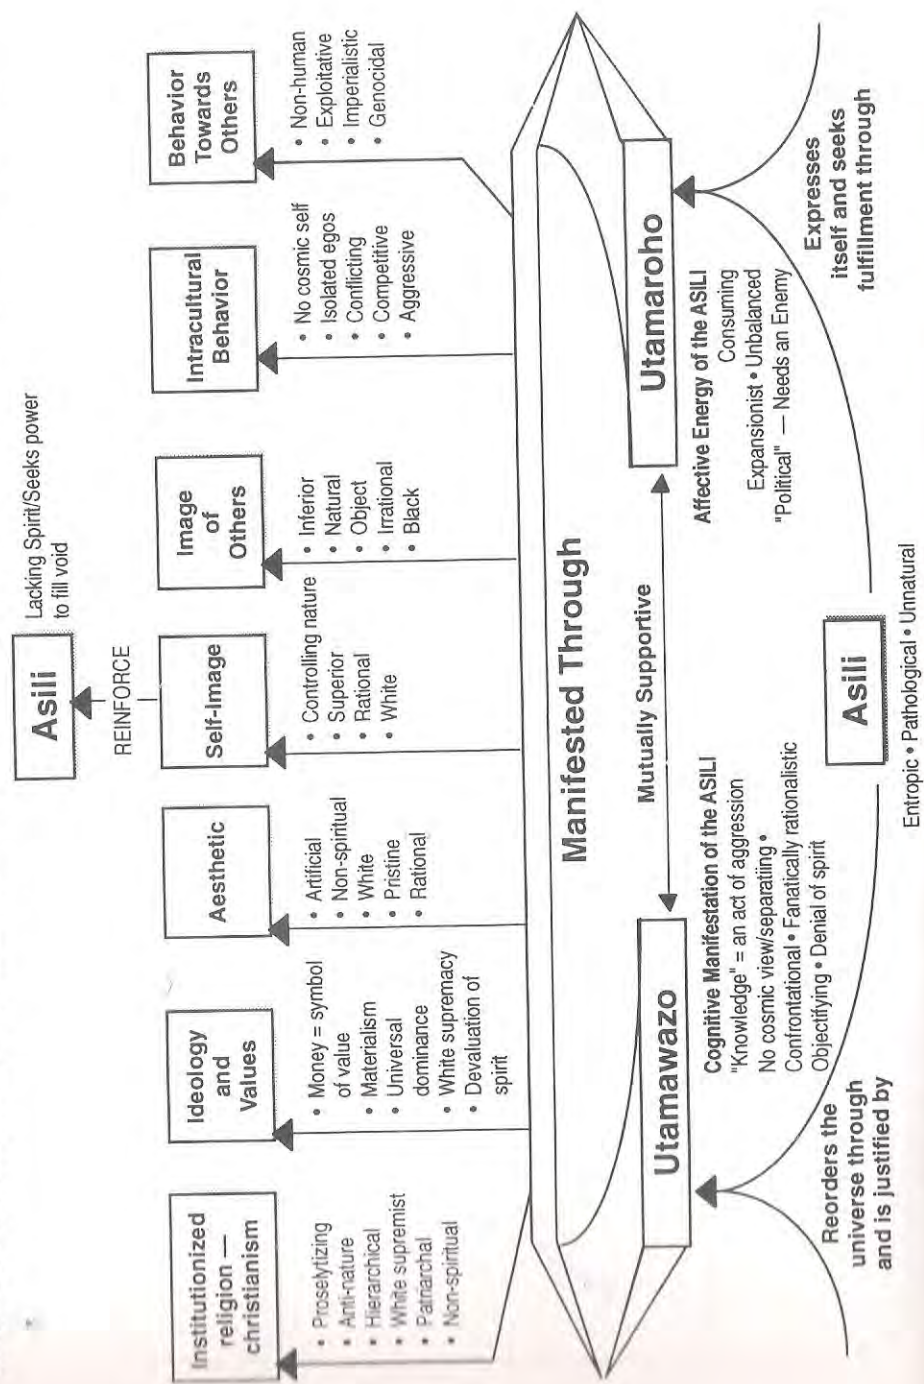 Asili
Lacking Spirit/Seeks power
to fill void
REINFORCE
Institutionized
religion —
christianism
• Proselytizing
• Anti-nature
• Hierarchical
• White supremist
• Patriarchal
• Non-spiritual
Ideology
and
Values
• Money = symbol
of value
• Materialism
• Universal
dominance
• White supremacy
• Devaluation of
spirit
Aesthetic
• Artificial
• Non-spiritual
• White
• Pristine
• Rational
Self-Image
• Controlling nature
• Superior
• Rational
• White
Image
of
Others
• Inferior
• Natural
• Object
• Irrational
• Black
Intracultural
Behavior
• No cosmic self
• Isolated egos
• Conflicting
• Competitive
• Aggressive
Behavior
Towards
Others
• Non-human
• Exploitative
• Imperialistic
• Genocidal
Manifested Through
Utamawazo
Mutually Supportive
Utamaroho
Cognitive Manifestation of the ASILI
"Knowledge" = an act of aggression
No cosmic view/separatiing •
Confrontational • Fanatically rationalistic
Objectifying • Denial of spirit
Affective Energy of the ASILI
Consuming
Expansionist • Unbalanced
"Political" — Needs an Enemy
Reorders the
universe through
and is justified by
Asili
Entropic • Pathological • Unnatural
Expresses
itself and seeks
fulfillment through